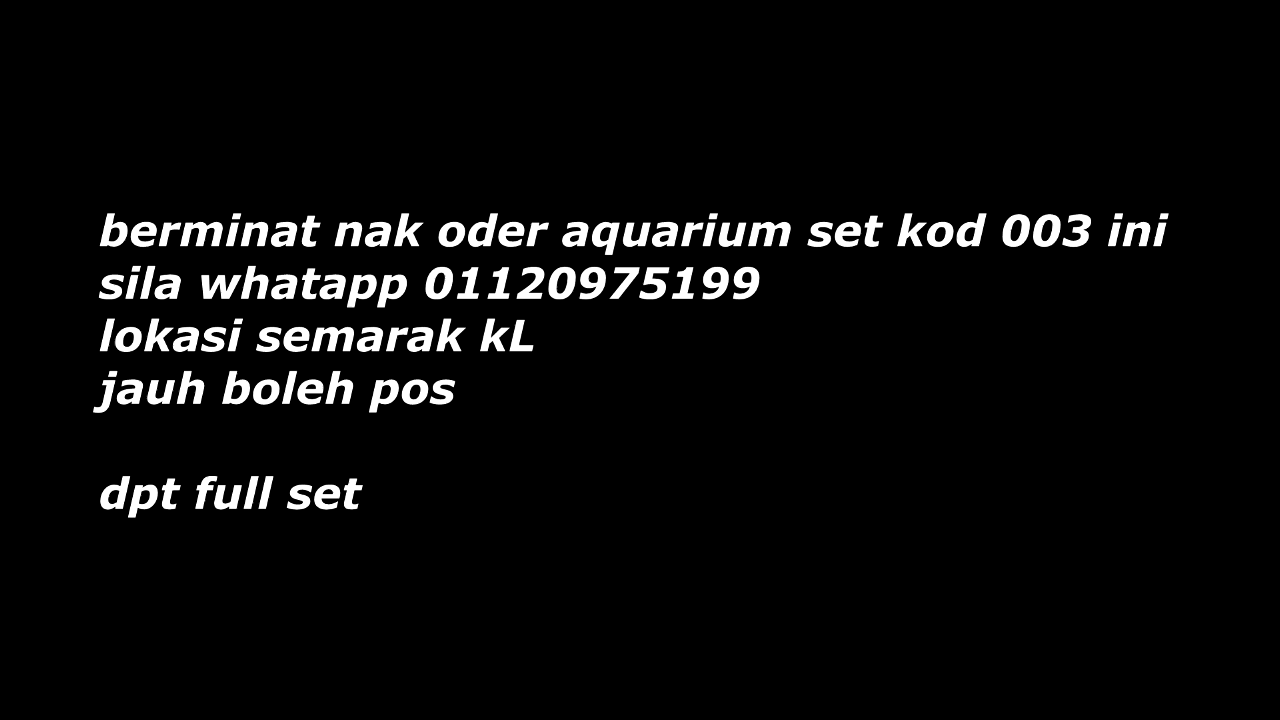 berminat nak oder aquarium set kod 003 ini
sila whatapp 01120975199
lokasi semarak kL
jauh boleh pos
dpt full set